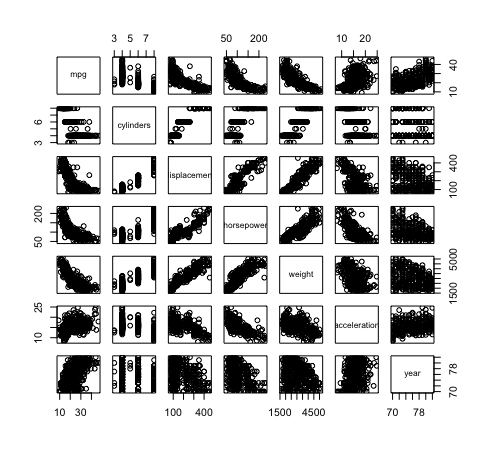 3 5 7
50 200
10 20
mpg
10 40
3 6
cylinders
isplacemen
100 400
50 200
horsepower
weight
1500 5000
10 25
acceleration
year
70 78
10 30
100 400
1500 4500
70 78